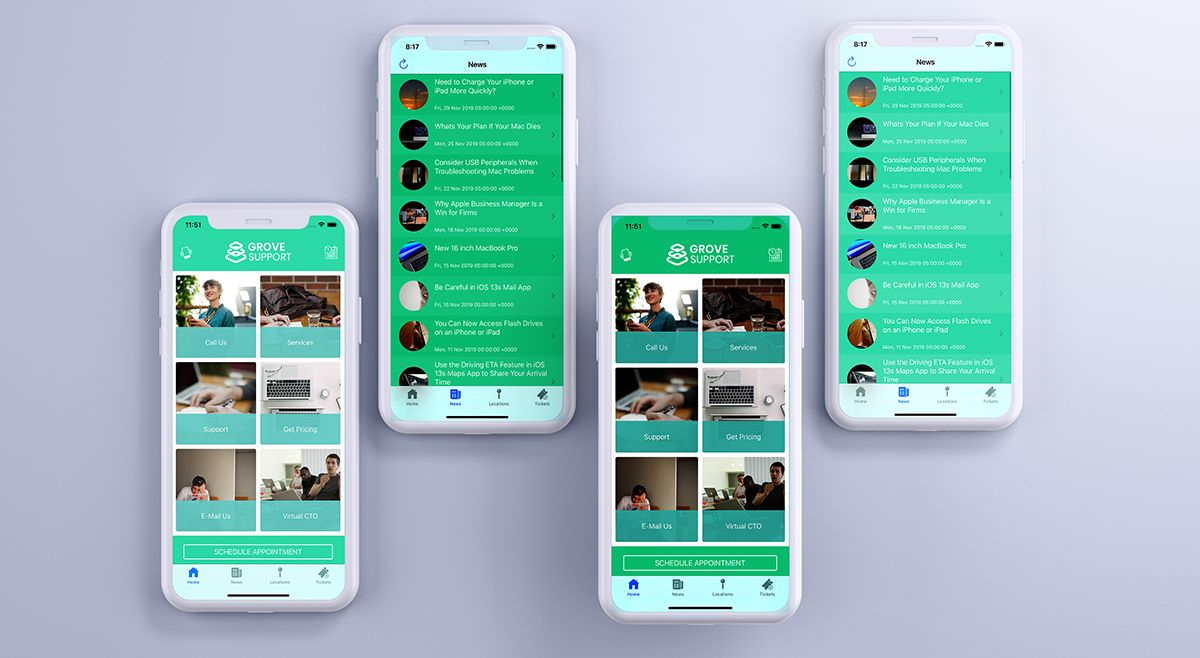 11:51
GROVE
SUPPORT
Call Us
Services
Support
Get Pricing
E-Mail Us
Virtual CTO
SCHEDULE APPOINTMENT
Home
News
Locations
Tickets
8:17
News
Need to Charge Your iPhone or
iPad More Quickly?
Fri, 29 Nov 2019 05:00:00 +0000
Whats Your Plan If Your Mac Dies
Mon, 25 Nov 2019 05:00:00 +0000
Consider USB Peripherals When
Troubleshooting Mac Problems
Fri, 22 Nov 2019 05:00:00 +0000
Why Apple Business Manager Is a
Win for Firms
Mon, 18 Nov 2019 05:00:00 +0000
New 16 inch MacBook Pro
Fri, 15 Nov 2019 05:00:00 +0000
Be Careful in iOS 13s Mail App
Fri, 15 Nov 2019 05:00:00 +0000
You Can Now Access Flash Drives
on an iPhone or iPad
Mon, 11 Nov 2019 05:00:00 +0000
Use the Driving ETA Feature in iOS
13s Maps App to Share Your Arrival
Time
Home
News
Locations
Tickets
11:51
GROVE
SUPPORT
Call Us
Services
Support
Get Pricing
E-Mail Us
Virtual CTO
SCHEDULE APPOINTMENT
Home
News
Locations
Tickets
8:17
News
Need to Charge Your iPhone or
iPad More Quickly?
Fri, 29 Nov 2019 05:00:00 +0000
Whats Your Plan If Your Mac Dies
Mon, 25 Nov 2019 05:00:00 +0000
Consider USB Peripherals When
Troubleshooting Mac Problems
Fri, 22 Nov 2019 05:00:00 +0000
Why Apple Business Manager Is a
Win for Firms
Mon, 18 Nov 2019 05:00:00 +0000
New 16 inch MacBook Pro
Fri, 15 Nov 2019 05:00:00 +0000
Be Careful in iOS 13s Mail App
Fri, 15 Nov 2019 05:00:00 +0000
You Can Now Access Flash Drives
on an iPhone or iPad
Mon, 11 Nov 2019 05:00:00 +0000
Use the Driving ETA Feature in iOS
13s Maps App to Share Your Arrival
Time
Home
News
Locations
Tickets